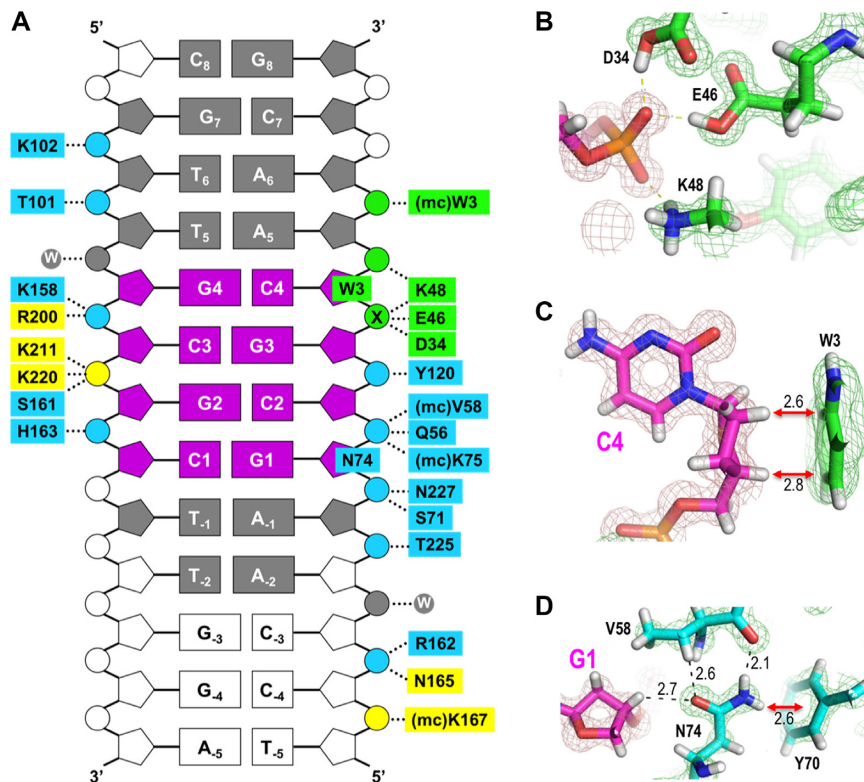 A
5’ 3’
C8 G8
G7 C7
K102
T6 A6
T101 (mc)W3
T5 A5
W
G4 C4 W3 K48
K158
R200 X E46
D34
C3 G3
K211
K220 Y120
S161
G2 C2 (mc)V58
H163 Q56
(mc)K75
C1 G1 N74
N227
S71
T-1 A-1
T225
T-2 A-2
W
G-3 C-3
R162
N165
G-4 C-4
(mc)K167
A-5 T-5
3’ 5’
B
D34
E46
K48
C
W3
2.6
C4
2.8
D
V58
G1
2.1
2.6
2.7
2.6
N74
Y70